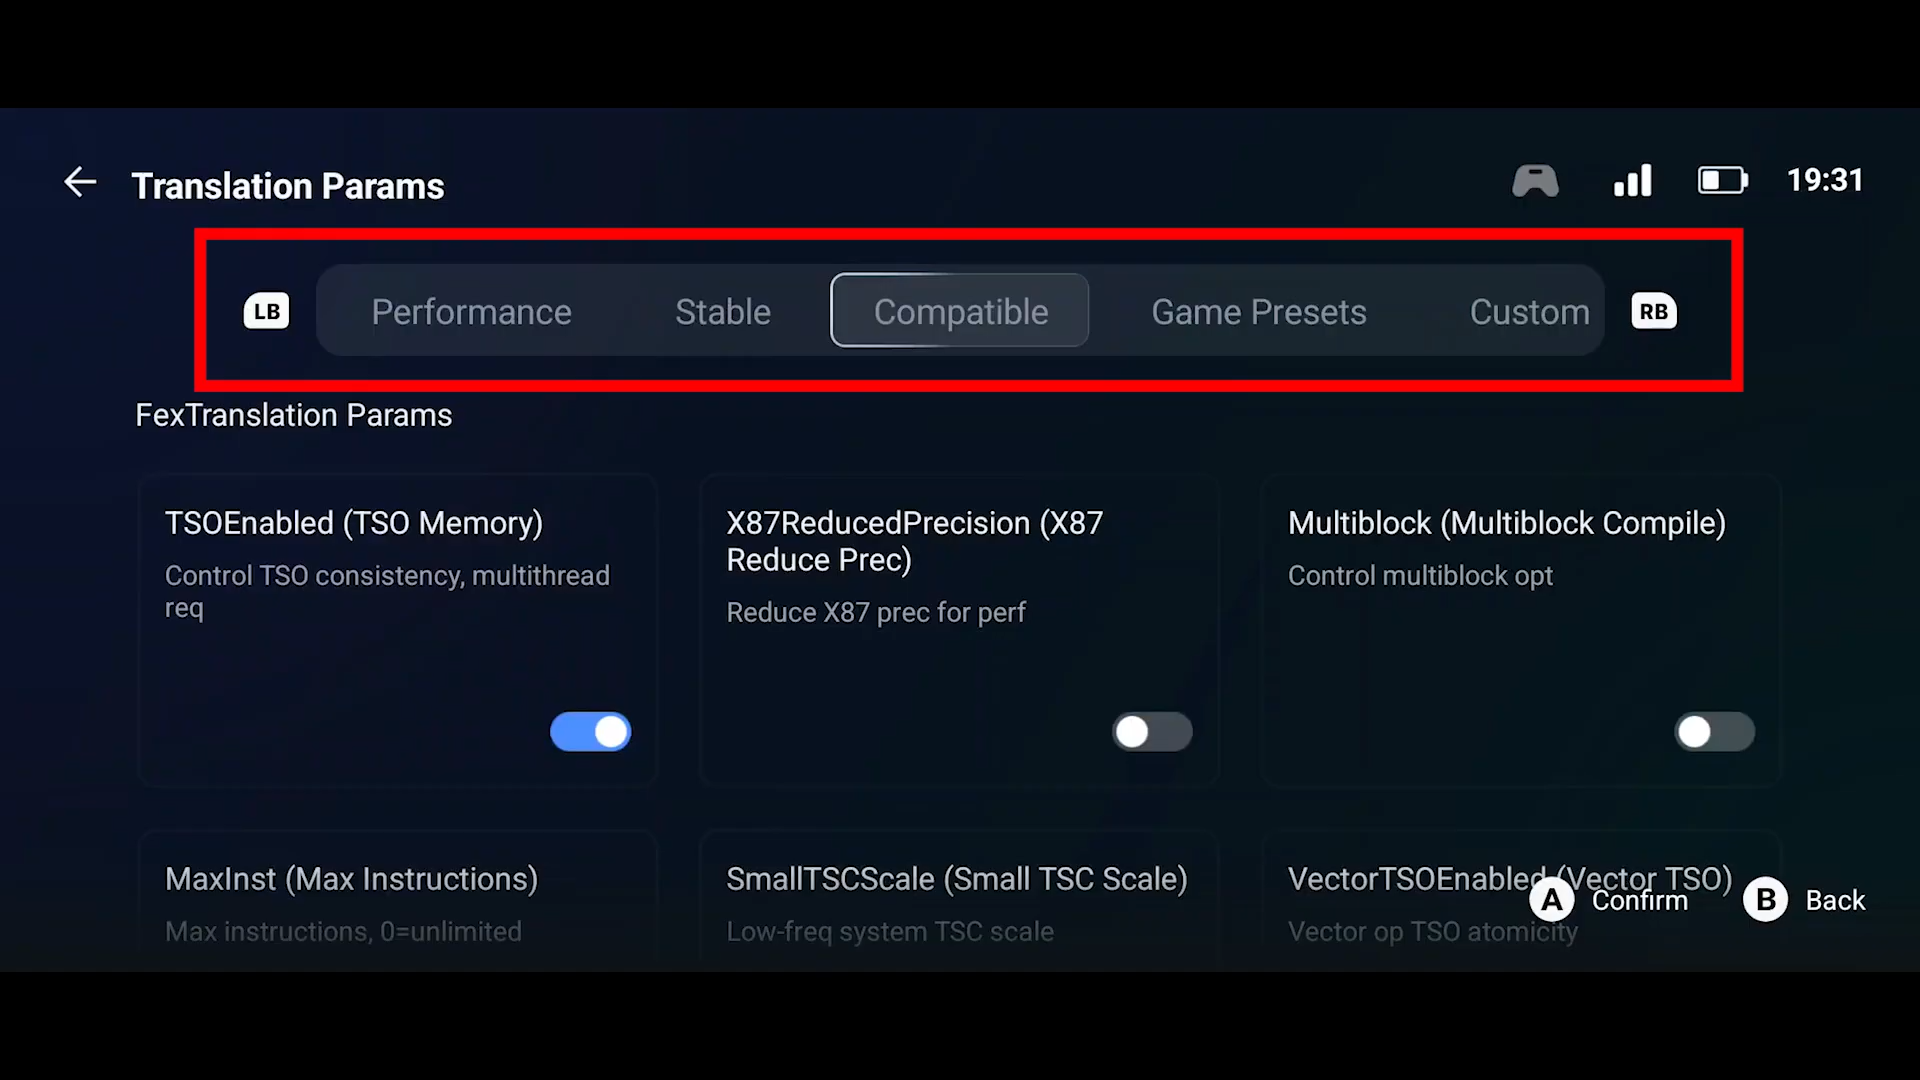 Translation Params
19:31
LB
Performance
Stable
Compatible
Game Presets
Custom
RB
FexTranslation Params
TSOEnabled (TSO Memory)
Control TSO consistency, multithread
req
X87ReducedPrecision (X87
Reduce Prec)
Reduce X87 prec for perf
Multiblock (Multiblock Compile)
Control multiblock opt
MaxInst (Max Instructions)
Max instructions, 0=unlimited
SmallTSCScale (Small TSC Scale)
Low-freq system TSC scale
VectorTSOEnabled (Vector TSO)
Vector op TSO atomicity
A Confirm
B Back